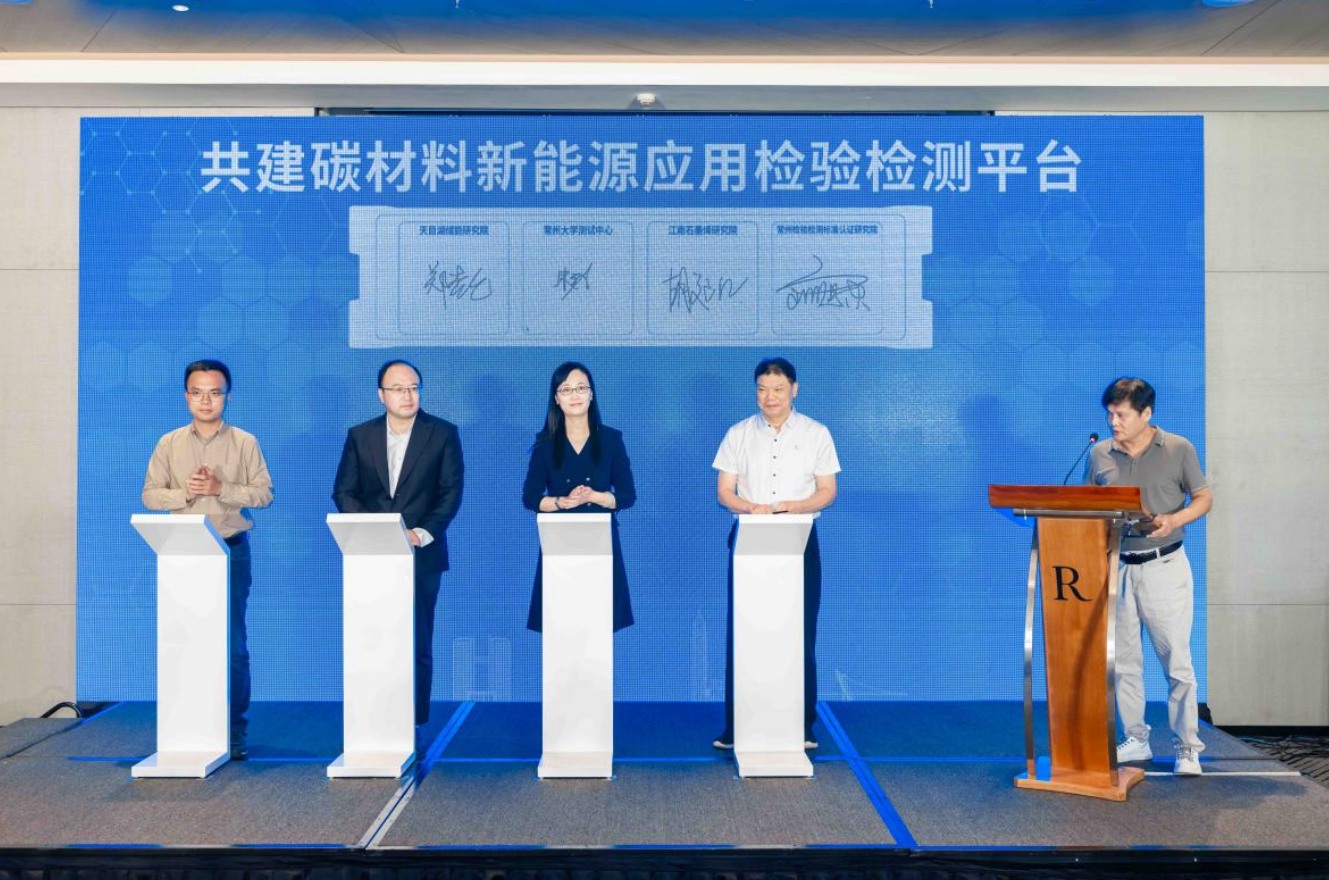 共建碳材料新能源应用检验检测平台
天目湖储能研究院
常州大学测试中心
江南石墨烯研究院
常州检验检测标准认证研究院
R